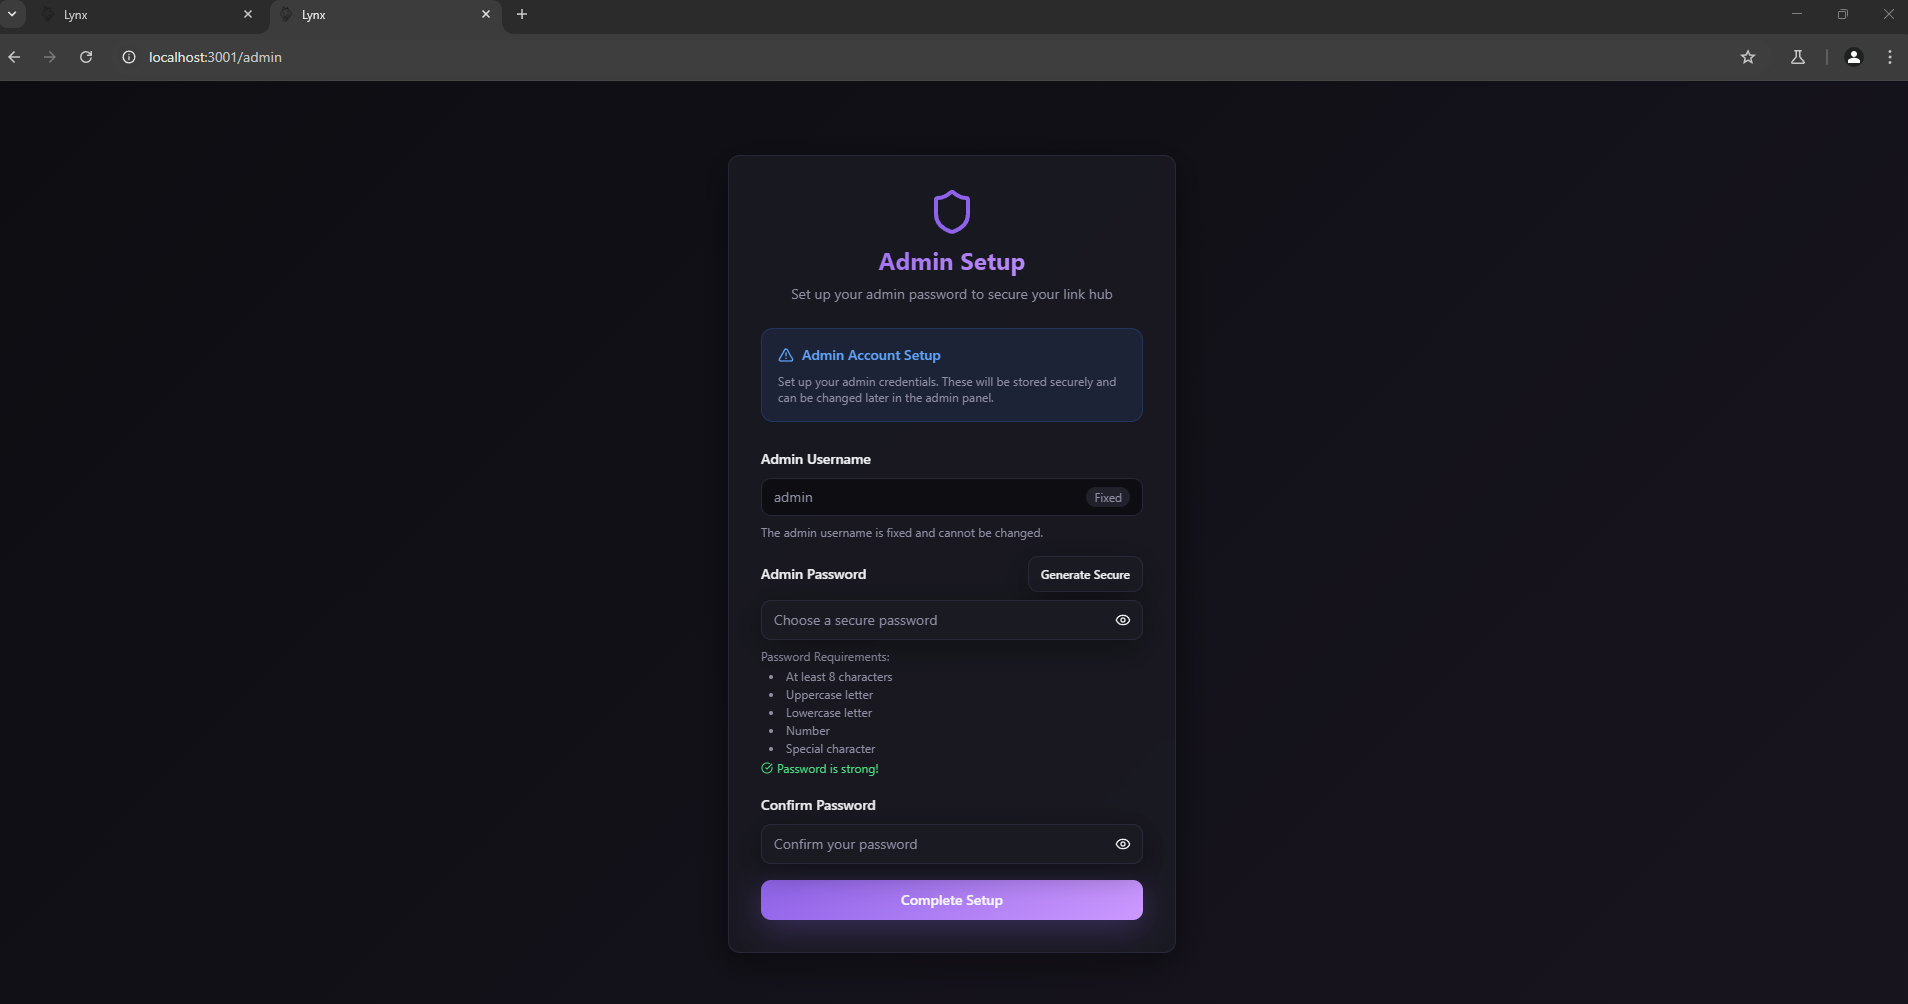 Lynx
Lynx
localhost:3001/admin
Admin Setup
Set up your admin password to secure your link hub
Admin Account Setup
Set up your admin credentials. These will be stored securely and
can be changed later in the admin panel.
Admin Username
admin
Fixed
The admin username is fixed and cannot be changed.
Admin Password
Generate Secure
Choose a secure password
Password Requirements:
• At least 8 characters
• Uppercase letter
• Lowercase letter
• Number
• Special character
Password is strong!
Confirm Password
Confirm your password
Complete Setup